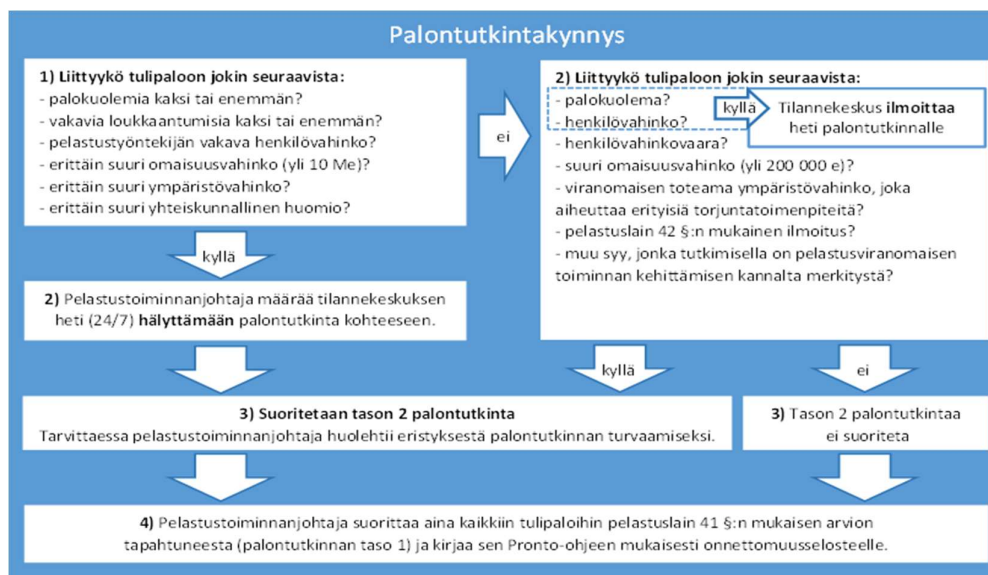 Palontutkintakynnys
1) Liittyykö tulipaloon jokin seuraavista:
- palokuolemia kaksi tai enemmän?
- vakavia loukkaantumisia kaksi tai enemmän?
- pelastustyöntekijän vakava henkilövahinko?
- erittäin suuri omaisuusvahinko (yli 10 Me)?
- erittäin suuri ympäristövahinko?
- erittäin suuri yhteiskunnallinen huomio?
ei
2) Liittyykö tulipaloon jokin seuraavista:
- palokuolema?
- henkilövahinko?
kyllä
Tilannekeskus ilmoittaa
heti palontutkinnalle
- henkilövahinkovaara?
- suuri omaisuusvahinko (yli 200 000 e)?
- viranomaisen toteama ympäristövahinko, joka
aiheuttaa erityisiä torjuntatoimenpiteitä?
- pelastuslain 42 §:n mukainen ilmoitus?
- muu syy, jonka tutkimisella on pelastusviranomaisen
toiminnan kehittämisen kannalta merkitystä?
kyllä
2) Pelastustoiminnanjohtaja määrää tilannekeskuksen
heti (24/7) hälyttämään palontutkinta kohteeseen.
kyllä
ei
3) Suoritetaan tason 2 palontutkinta
Tarvittaessa pelastustoiminnanjohtaja huolehtii eristyksestä palontutkinnan turvaamiseksi.
3) Tason 2 palontutkintaa
ei suoriteta
4) Pelastustoiminnanjohtaja suorittaa aina kaikkiin tulipaloihin pelastuslain 41 §:n mukaisen arvion
tapahtuneesta (palontutkinnan taso 1) ja kirjaa sen Pronto-ohjeen mukaisesti onnettomuusselosteelle.